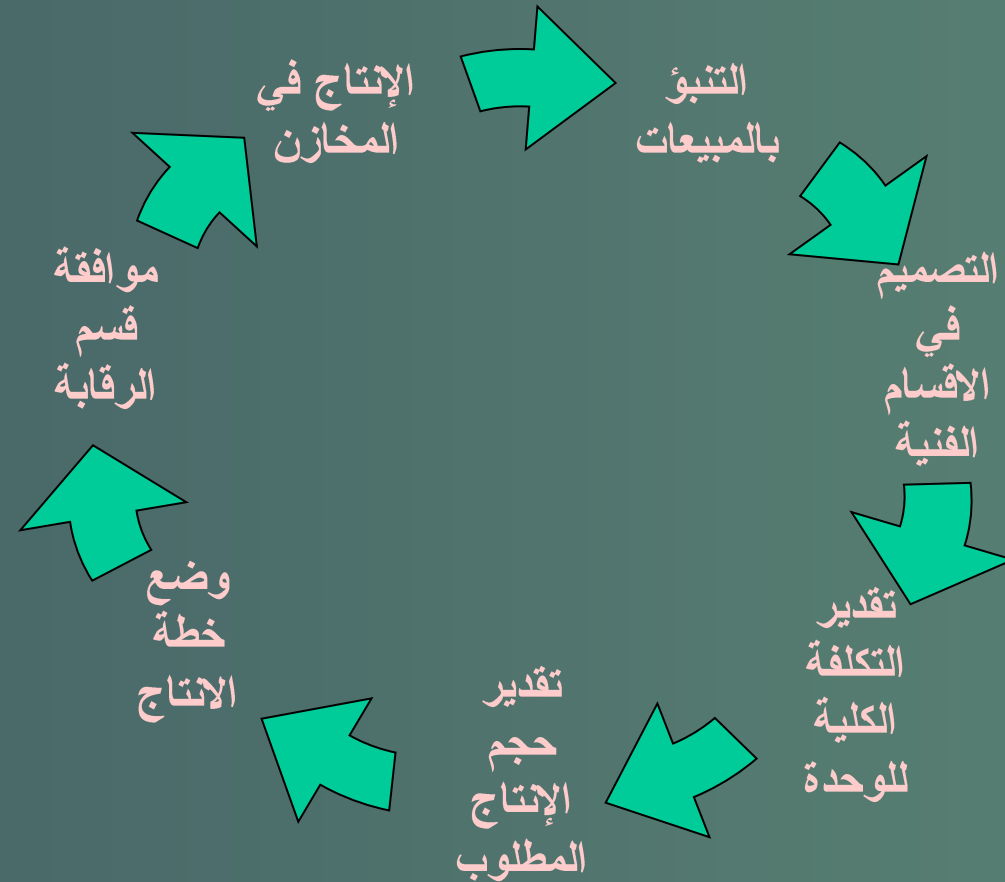 التنبؤ
بالمبيعات
التصميم
في
الاقسام
الفنية
تقدير
التكلفة
الكلية
للوحدة
تقدير
حجم
الإنتاج
المطلوب
وضع
خطة
الانتاج
موافقة
قسم
الرقابة
الإنتاج في
المخازن